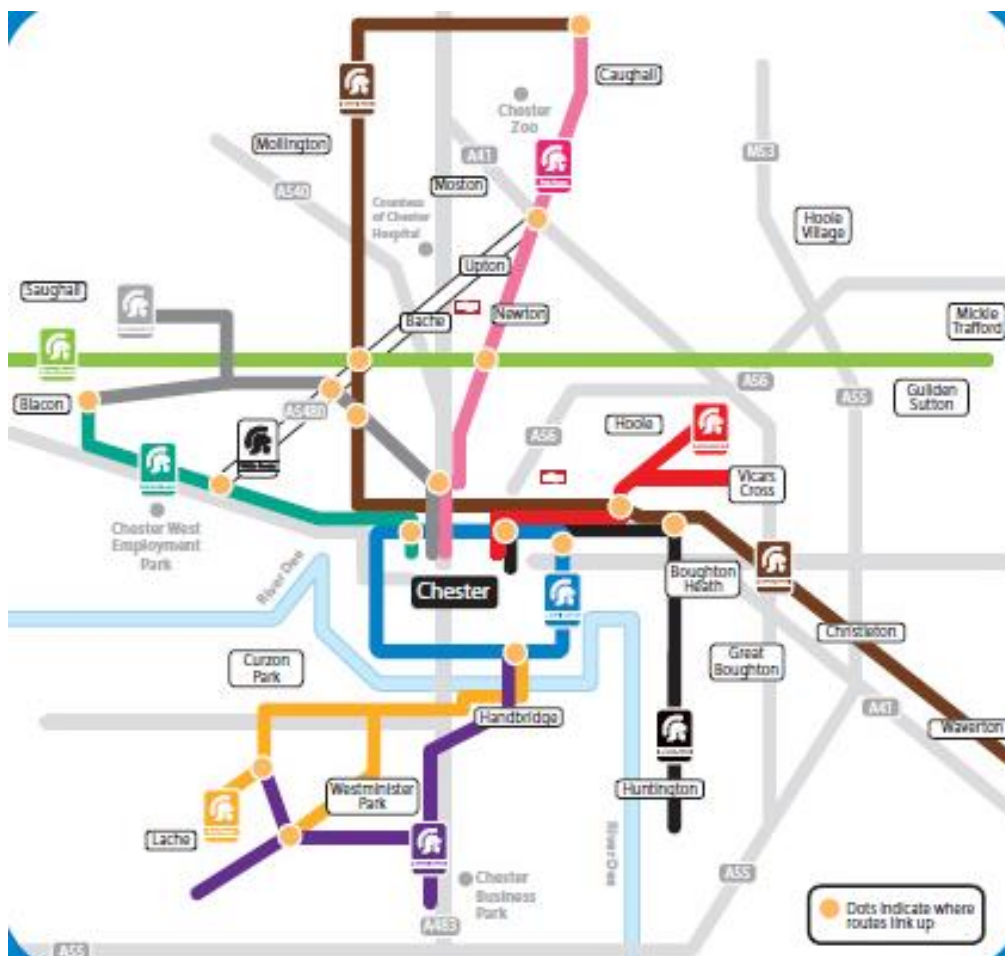 Caughall
Chester
Zoo
M53
Mollington
A41
Moston
A540
Countess
of Chester
Hospital
Hoole
Village
Upton
Saughall
Bache
Newton
Mickle
Trafford
A56
A55
Guilden
Sutton
Blacon
A5480
A56
Hoole
Vicars
Cross
Chester West
Employment
Park
River Dee
Chester
Boughton
Heath
Christleton
Great
Boughton
Curzon
Park
A41
Handbridge
Waverton
Westminister
Park
Huntington
Lache
River Dee
Chester
Business
Park
A55
A483
A55
Dots indicate where
routes link up